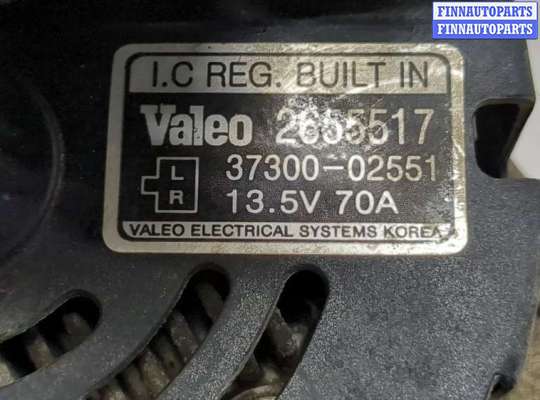 FINNAUTOPARTS
FINNAUTOPARTS
I.C REG. BUILT IN
Valeo 2655517
L
R
37300-02551
13.5V 70A
VALEO ELECTRICAL SYSTEMS KOREA